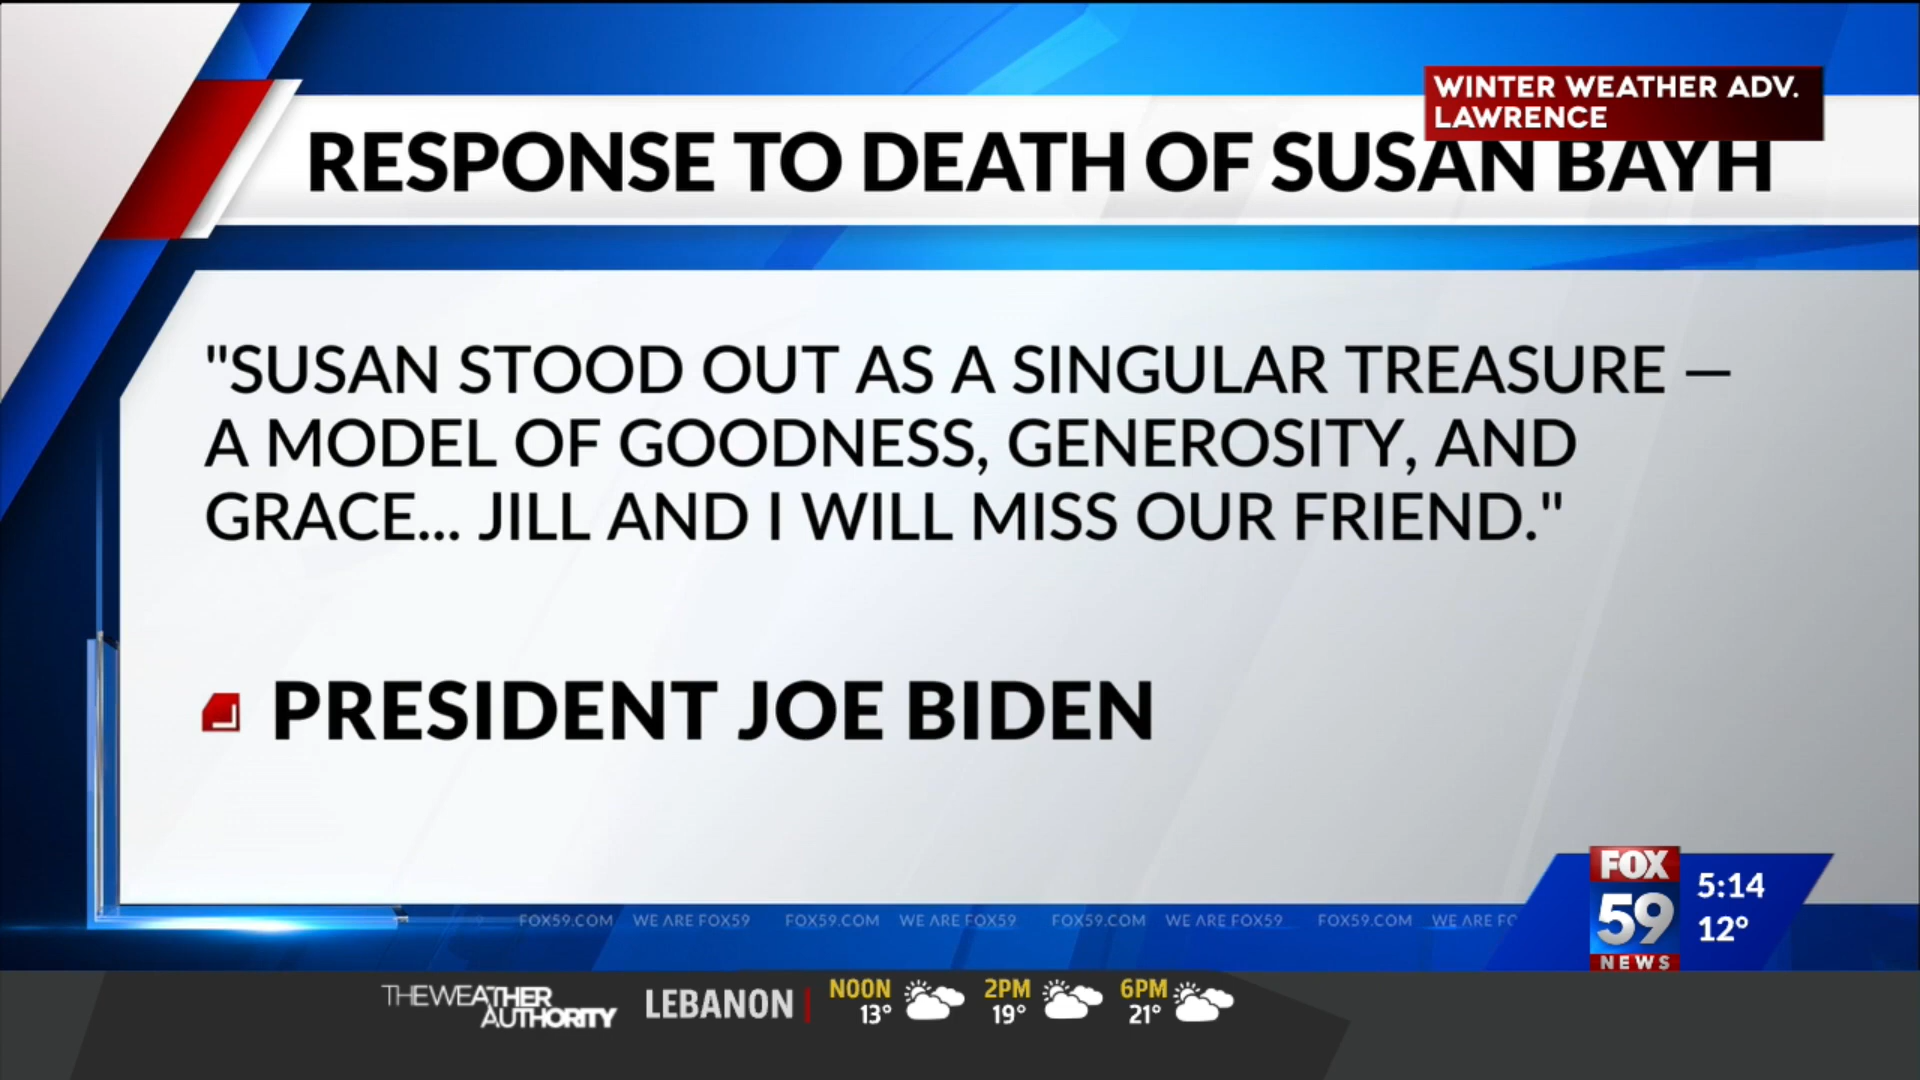 WINTER WEATHER ADV.
LAWRENCE
RESPONSE TO DEATH OF SUSAN BAYH
"SUSAN STOOD OUT AS A SINGULAR TREASURE —
A MODEL OF GOODNESS, GENEROSITY, AND
GRACE... JILL AND I WILL MISS OUR FRIEND."
PRESIDENT JOE BIDEN
FOX
59
NEWS
5:14
12°
FOX59.COM WE ARE FOX59 FOX59.COM WE ARE FOX59 FOX59.COM WE ARE FOX59 FOX59.COM WE ARE FO
THE WEATHER
AUTHORITY
LEBANON
NOON 2PM 6PM
13° 19° 21°